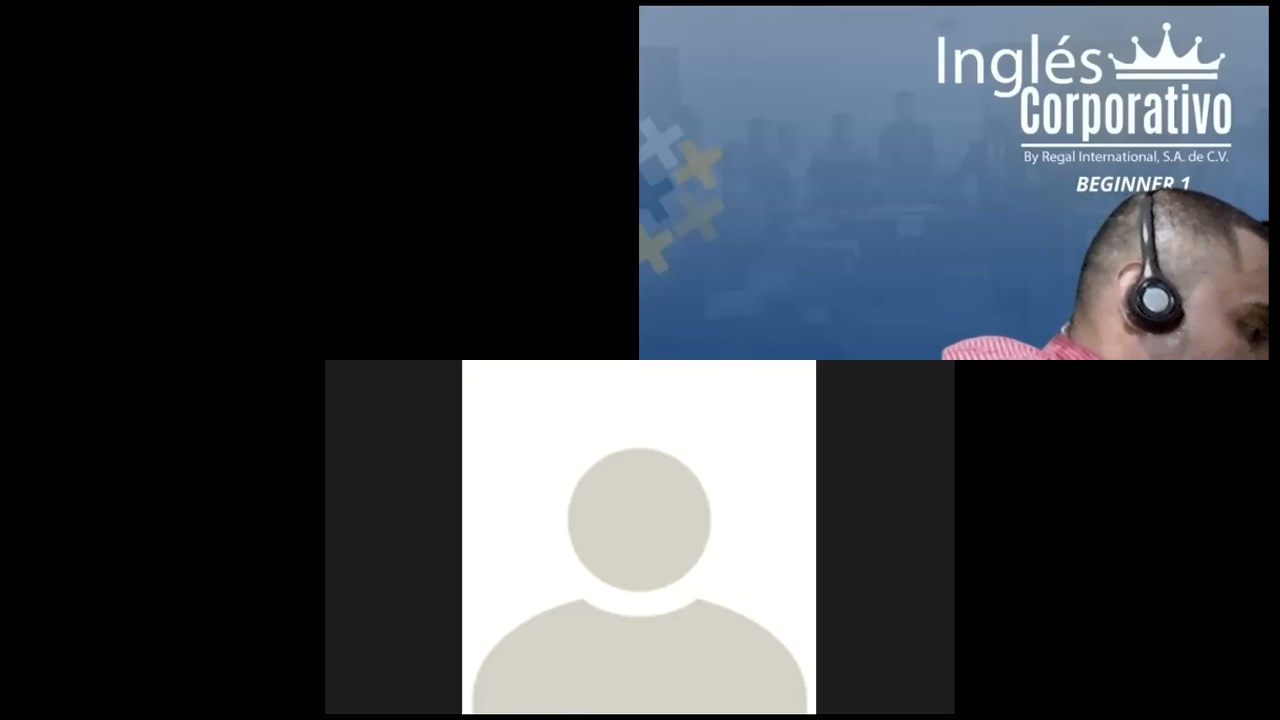 Inglés
Corporativo
By Regal International, S.A. de C.V.
BEGINNER 1